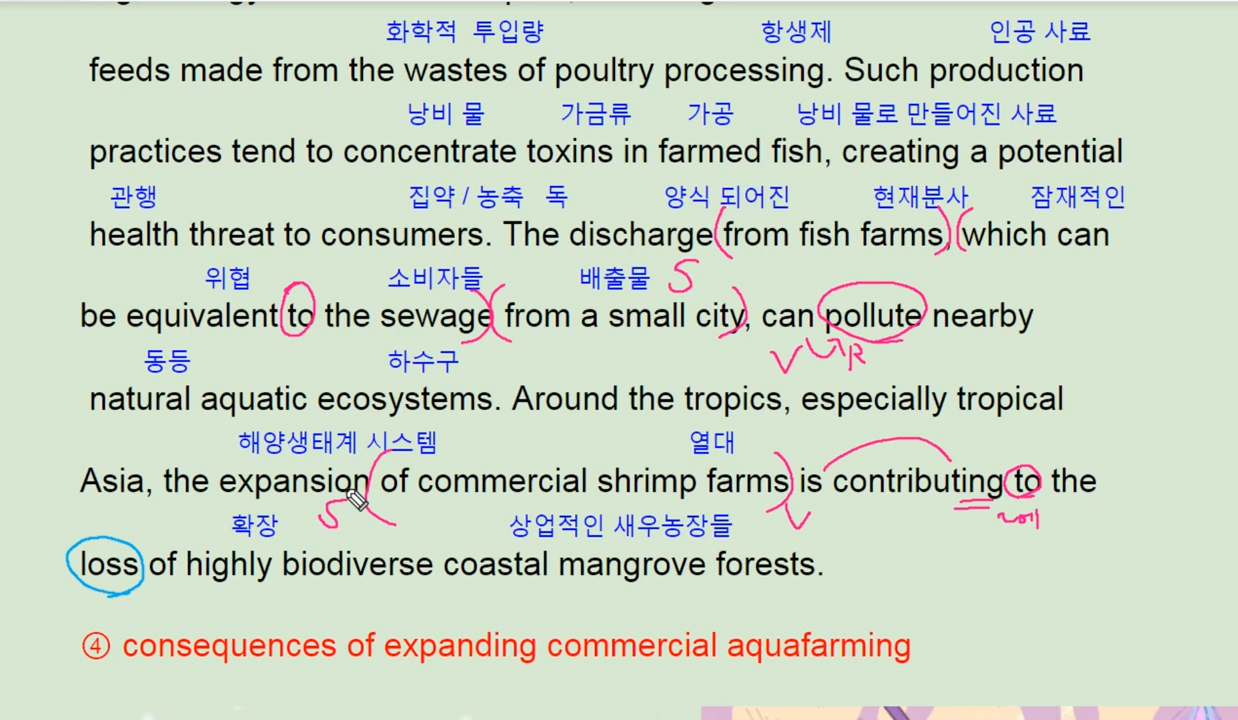 화학적 투입량 항생제 인공 사료
feeds made from the wastes of poultry processing. Such production
낭비 물 가금류 가공 낭비 물로 만들어진 사료
practices tend to concentrate toxins in farmed fish, creating a potential
관행 집약 / 농축 독 양식 되어진 현재분사 잠재적인
health threat to consumers. The discharge from fish farms, which can
위협 소비자들 배출물 S
be equivalent to the sewage from a small city, can pollute nearby
동등 하수구 V R
natural aquatic ecosystems. Around the tropics, especially tropical
해양생태계 시스템 열대
Asia, the expansion of commercial shrimp farms is contributing to the
확장 S 상업적인 새우농장들 V
loss of highly biodiverse coastal mangrove forests.
④ consequences of expanding commercial aquafarming